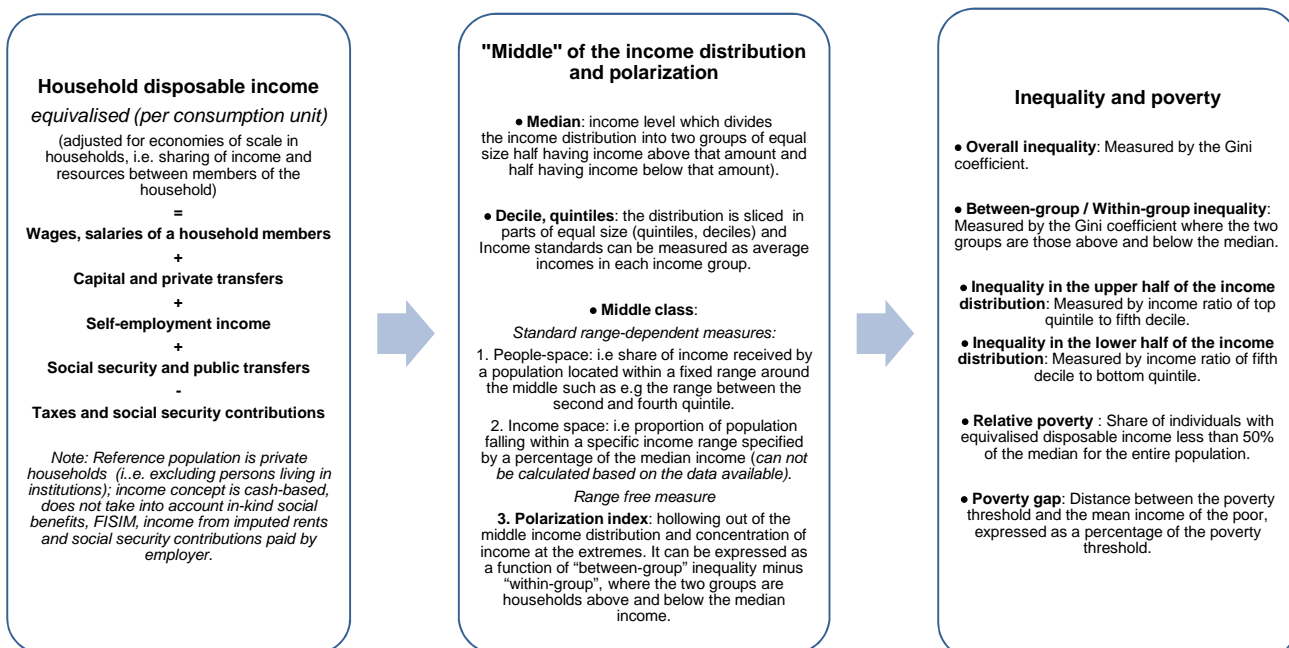 Household disposable income
equivalised (per consumption unit)
(adjusted for economies of scale in
households, i.e. sharing of income and
resources between members of the
household)
=
Wages, salaries of a household members
+
Capital and private transfers
+
Self-employment income
+
Social security and public transfers
-
Taxes and social security contributions
Note: Reference population is private
households (i..e. excluding persons living in
institutions); income concept is cash-based,
does not take into account in-kind social
benefits, FISIM, income from imputed rents
and social security contributions paid by
employer.
"Middle" of the income distribution
and polarization
● Median: income level which divides
the income distribution into two groups of equal
size half having income above that amount and
half having income below that amount).
● Decile, quintiles: the distribution is sliced in
parts of equal size (quintiles, deciles) and
Income standards can be measured as average
incomes in each income group.
● Middle class:
Standard range-dependent measures:
1. People-space: i.e share of income received by
a population located within a fixed range around
the middle such as e.g the range between the
second and fourth quintile.
2. Income space: i.e proportion of population
falling within a specific income range specified
by a percentage of the median income (can not
be calculated based on the data available).
Range free measure
3. Polarization index: hollowing out of the
middle income distribution and concentration of
income at the extremes. It can be expressed as
a function of “between-group” inequality minus
“within-group”, where the two groups are
households above and below the median
income.
Inequality and poverty
● Overall inequality: Measured by the Gini
coefficient.
● Between-group / Within-group inequality:
Measured by the Gini coefficient where the two
groups are those above and below the median.
● Inequality in the upper half of the income
distribution: Measured by income ratio of top
quintile to fifth decile.
● Inequality in the lower half of the income
distribution: Measured by income ratio of fifth
decile to bottom quintile.
● Relative poverty : Share of individuals with
equivalised disposable income less than 50%
of the median for the entire population.
● Poverty gap: Distance between the poverty
threshold and the mean income of the poor,
expressed as a percentage of the poverty
threshold.